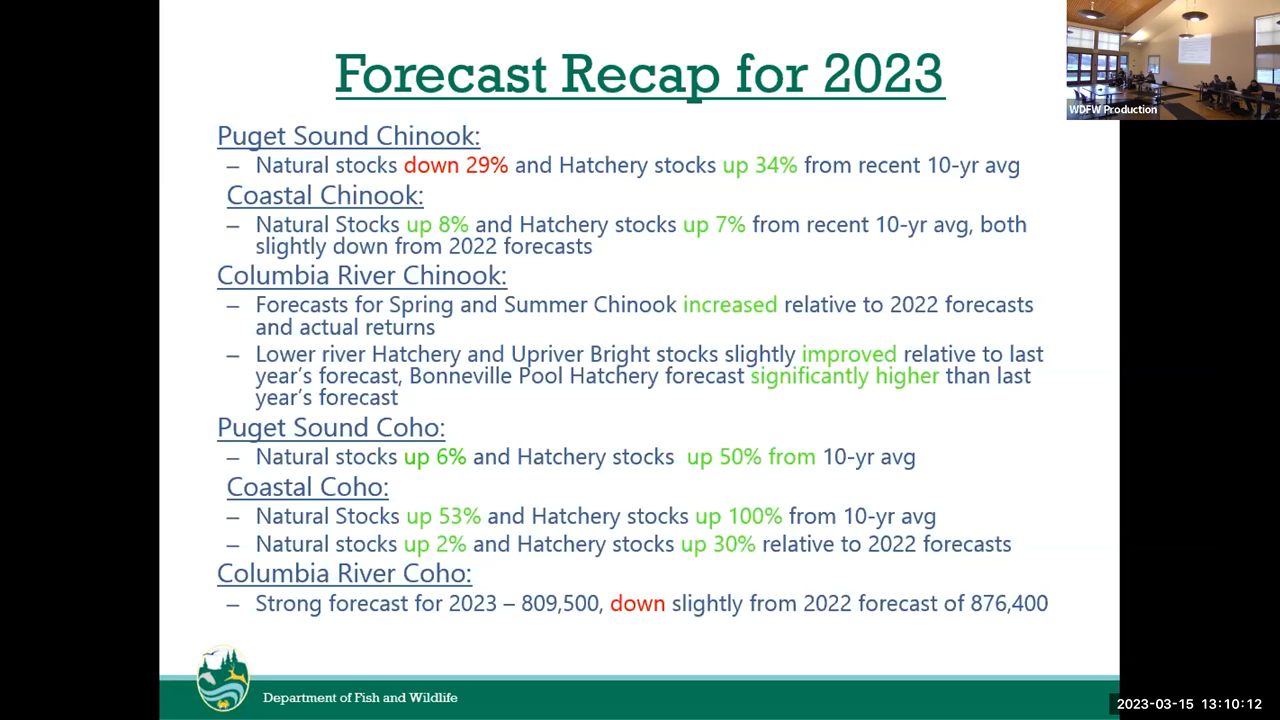 Forecast Recap for 2023
WDFW Production
Puget Sound Chinook:
– Natural stocks down 29% and Hatchery stocks up 34% from recent 10-yr avg
Coastal Chinook:
– Natural Stocks up 8% and Hatchery stocks up 7% from recent 10-yr avg, both
slightly down from 2022 forecasts
Columbia River Chinook:
– Forecasts for Spring and Summer Chinook increased relative to 2022 forecasts
and actual returns
– Lower river Hatchery and Upriver Bright stocks slightly improved relative to last
year's forecast, Bonneville Pool Hatchery forecast significantly higher than last
year's forecast
Puget Sound Coho:
– Natural stocks up 6% and Hatchery stocks up 50% from 10-yr avg
Coastal Coho:
– Natural Stocks up 53% and Hatchery stocks up 100% from 10-yr avg
– Natural stocks up 2% and Hatchery stocks up 30% relative to 2022 forecasts
Columbia River Coho:
– Strong forecast for 2023 – 809,500, down slightly from 2022 forecast of 876,400
Department of Fish and Wildlife
2023-03-15 13:10:12